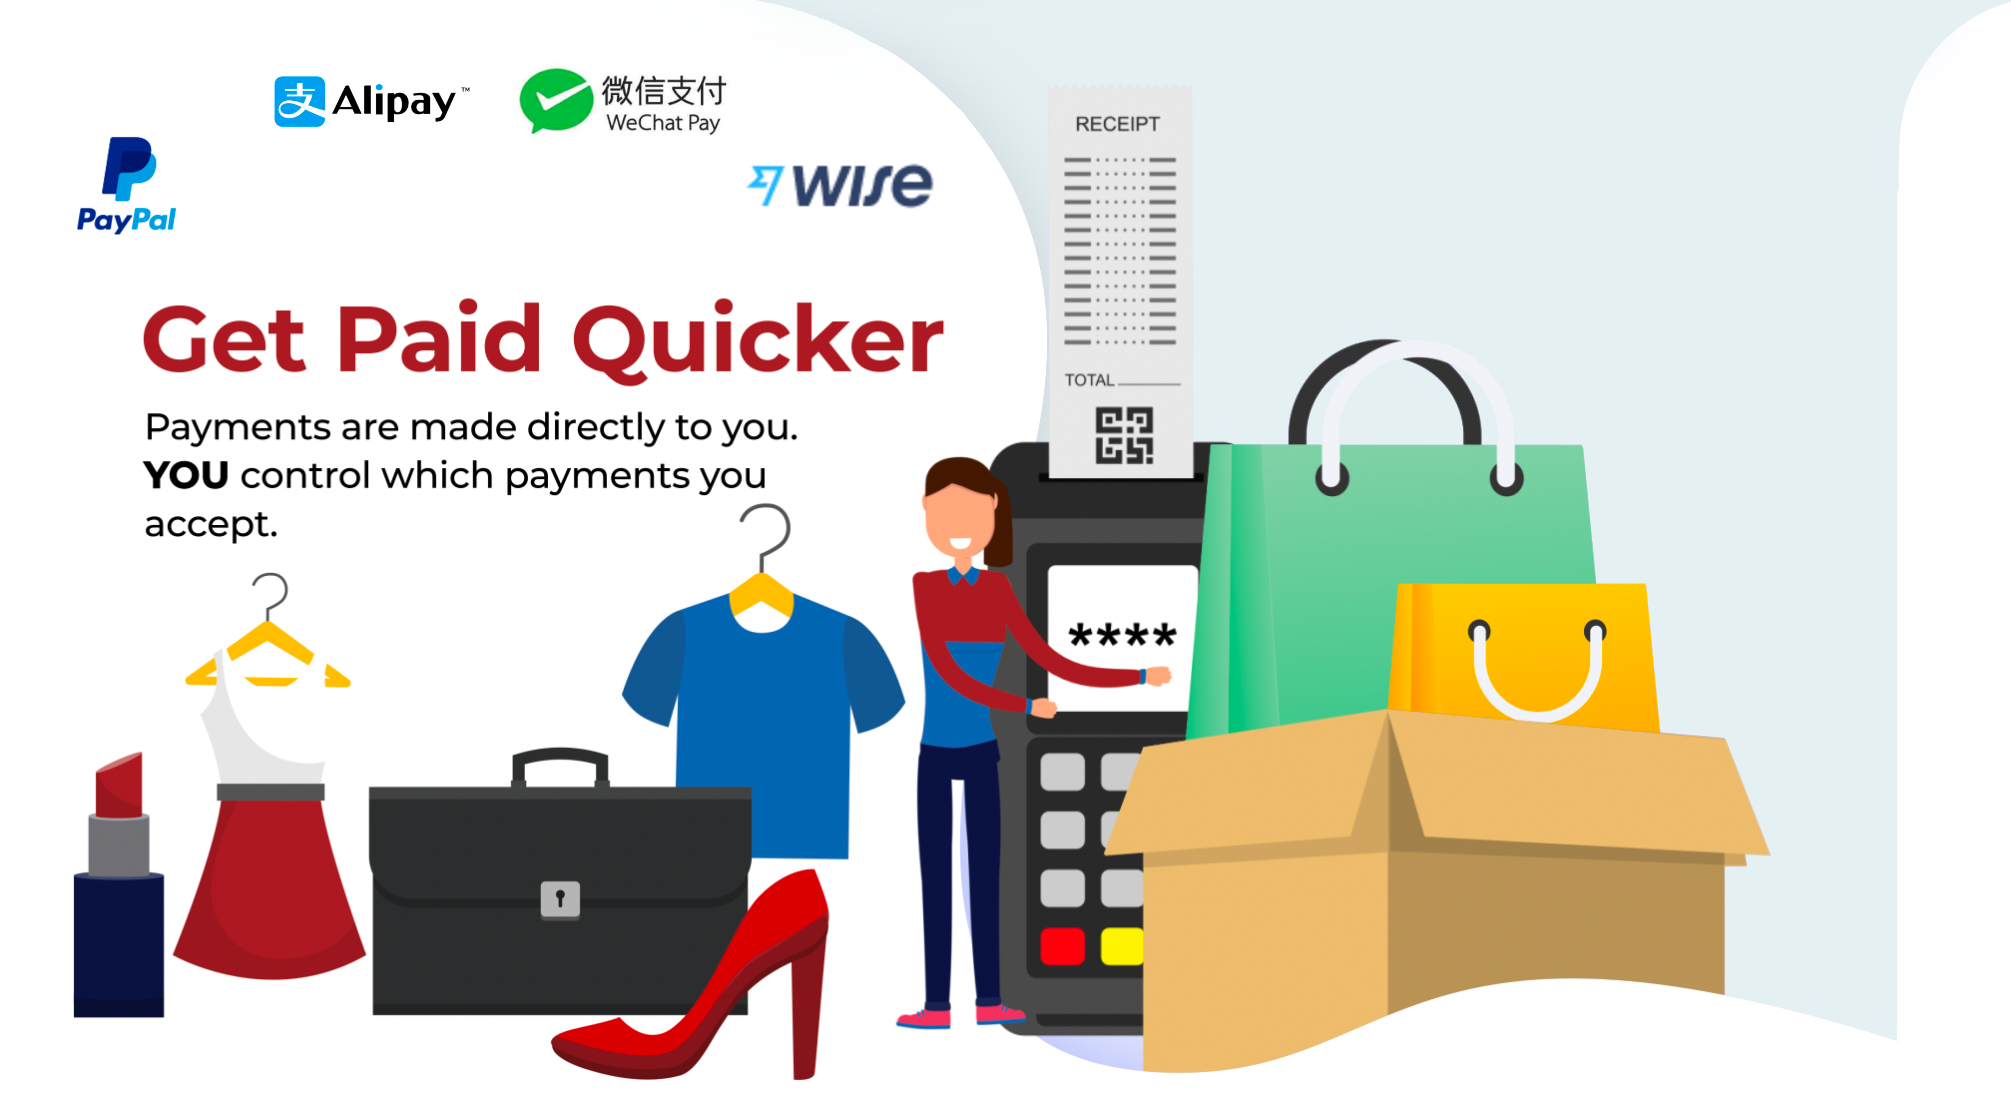 Alipay™
微信支付
WeChat Pay
PayPal
wise
RECEIPT
Get Paid Quicker
TOTAL
Payments are made directly to you.
YOU control which payments you
accept.
****